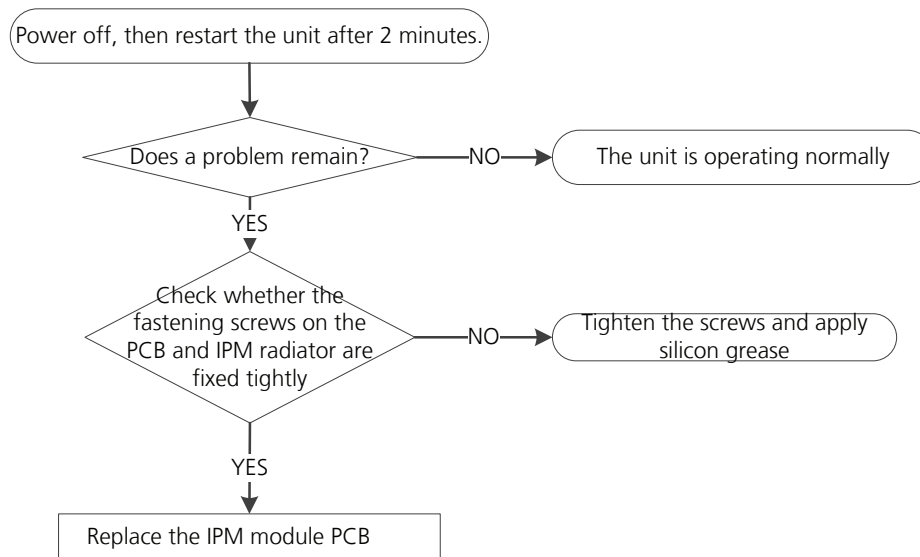 Power off, then restart the unit after 2 minutes.
Does a problem remain?
NO
The unit is operating normally
YES
Check whether the
fastening screws on the
PCB and IPM radiator are
fixed tightly
NO
Tighten the screws and apply
silicon grease
YES
Replace the IPM module PCB